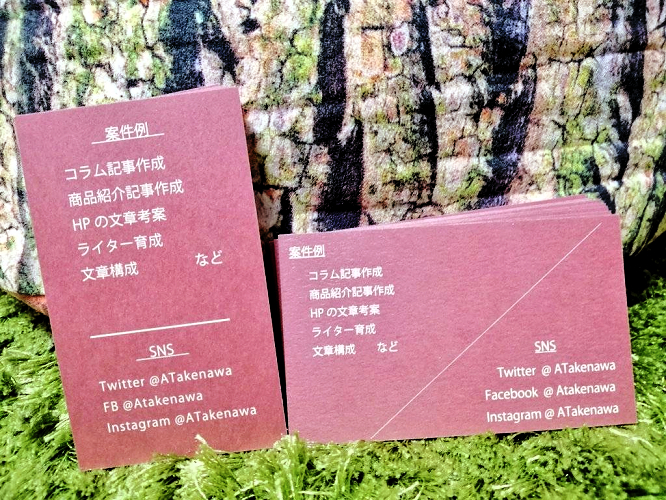 案件例
コラム記事作成
商品紹介記事作成
HPの文章考案
ライター育成
文章構成 など
SNS
Twitter @ATakenawa
FB @Atakenawa
Instagram @ATakenawa
案件例
コラム記事作成
商品紹介記事作成
HPの文章考案
ライター育成
文章構成 など
SNS
Twitter @ATakenawa
Facebook @Atakenawa
Instagram @ATakenawa